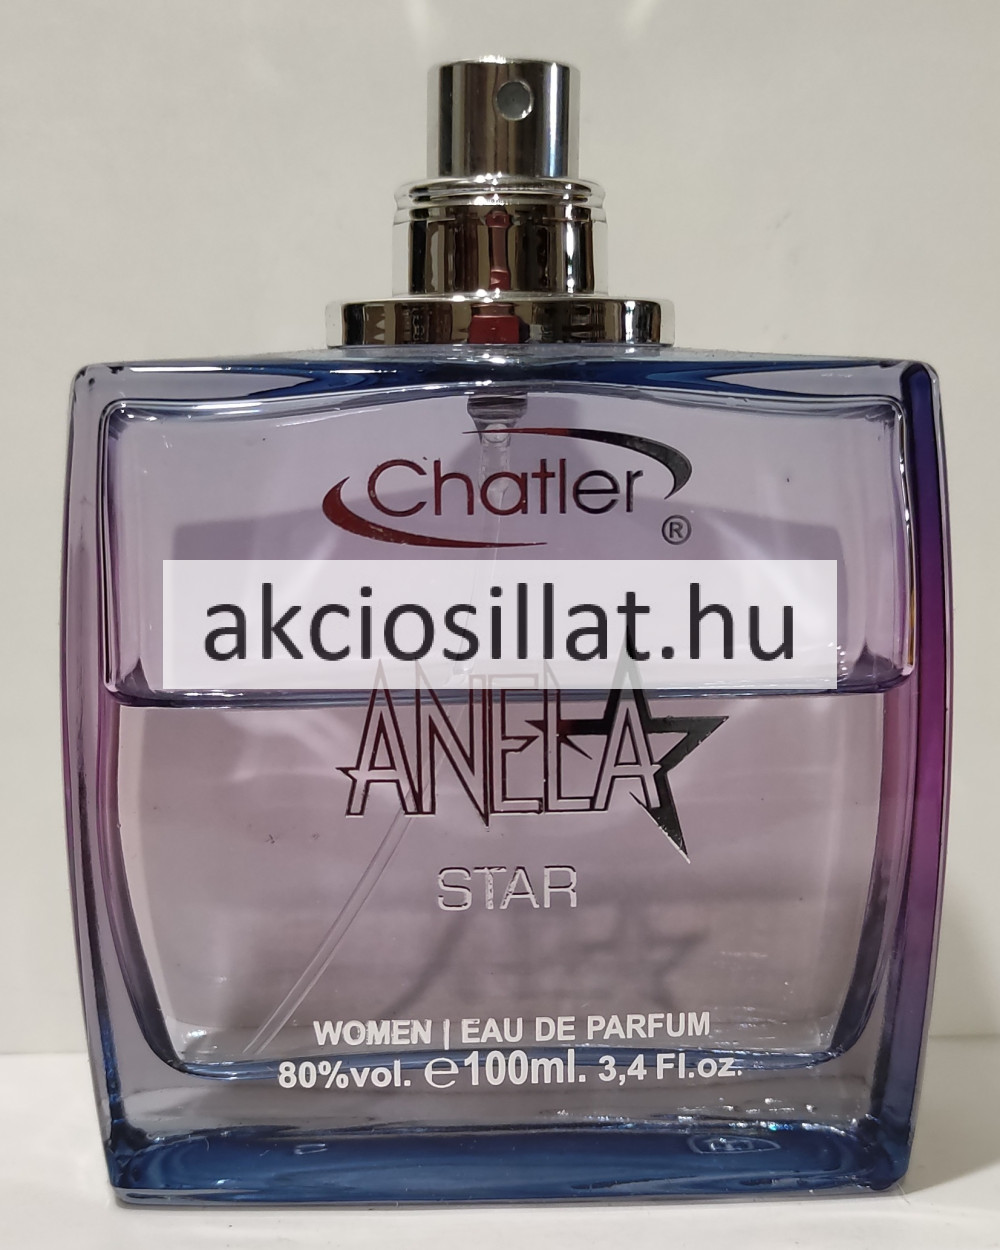 Chatler
®
akciosillat.hu
ANELA
STAR
WOMEN | EAU DE PARFUM
80%vol. ℮100ml. 3,4 Fl.oz.